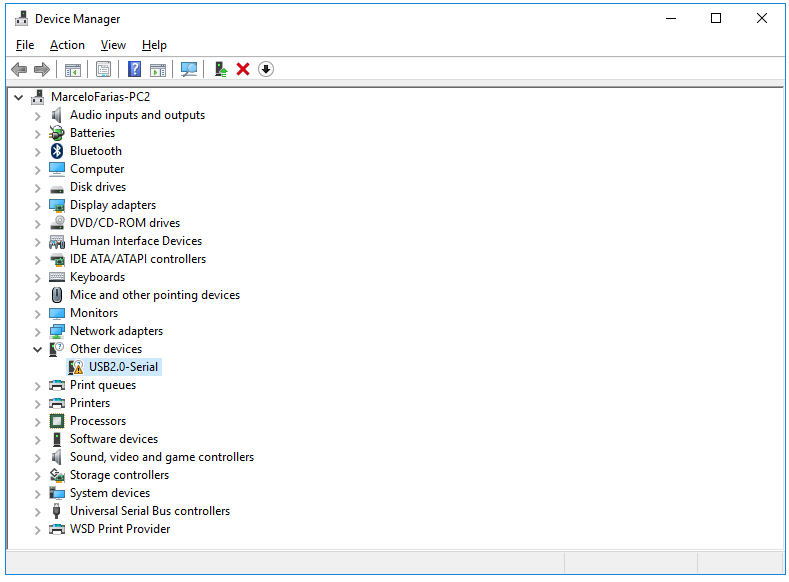 Device Manager
File Action View Help
MarceloFarias-PC2
Audio inputs and outputs
Batteries
Bluetooth
Computer
Disk drives
Display adapters
DVD/CD-ROM drives
Human Interface Devices
IDE ATA/ATAPI controllers
Keyboards
Mice and other pointing devices
Monitors
Network adapters
Other devices
USB2.0-Serial
Print queues
Printers
Processors
Software devices
Sound, video and game controllers
Storage controllers
System devices
Universal Serial Bus controllers
WSD Print Provider